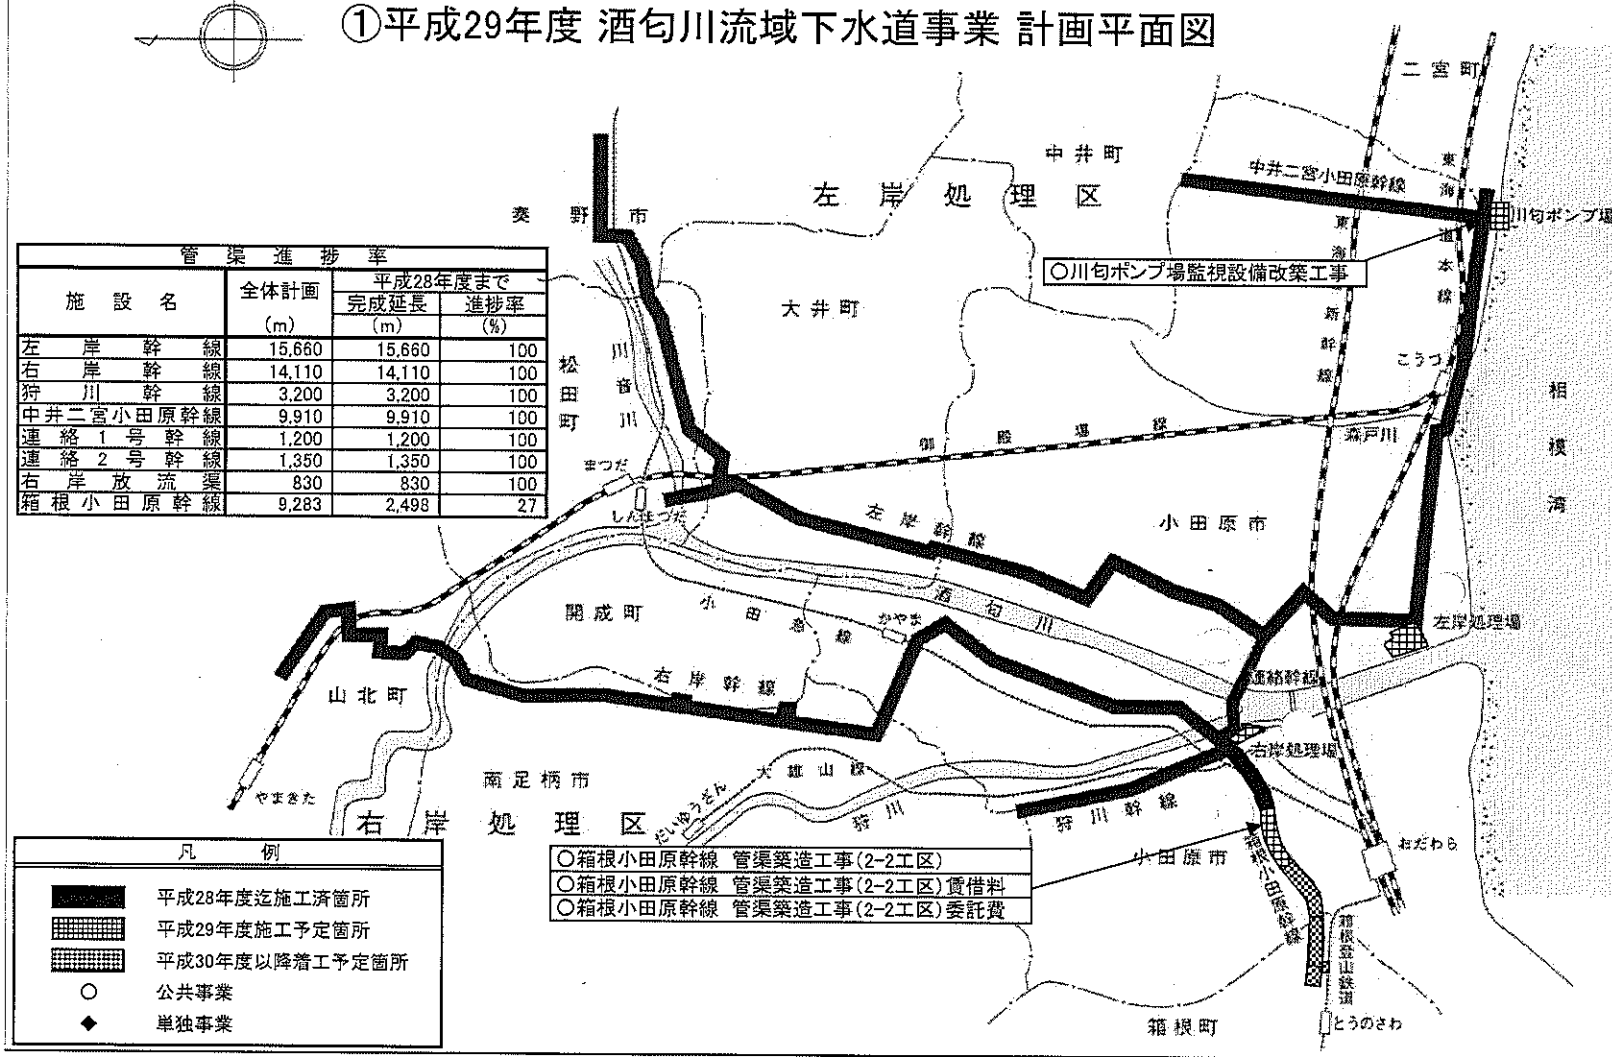 ①平成29年度 酒匂川流域下水道事業 計画平面図
二宮町
中井町
左岸処理区
中井二宮小田原幹線
東海道本線
東海新幹線
川匂ポンプ場
○川匂ポンプ場監視設備改築工事
秦野市
大井町
松田町
川音川
こうづ
森戸川
相模湾
御殿場線
管渠進捗率
施設名 全体計画 (m) 平成28年度まで
完成延長 (m) 進捗率 (%)
左岸幹線 15,660 15,660 100
右岸幹線 14,110 14,110 100
狩川幹線 3,200 3,200 100
中井二宮小田原幹線 9,910 9,910 100
連絡1号幹線 1,200 1,200 100
連絡2号幹線 1,350 1,350 100
右岸放流渠 830 830 100
箱根小田原幹線 9,283 2,498 27
まつだ
しんまつだ
左岸幹線
小田原市
開成町
小田急線
かやま
酒匂川
左岸処理場
連絡幹線
右岸幹線
山北町
右岸処理場
やまきた
南足柄市
大雄山線
だいゆうざん
狩川
狩川幹線
右岸処理区
小田原市
おだわら
箱根小田原幹線
○箱根小田原幹線 管渠築造工事(2-2工区)
○箱根小田原幹線 管渠築造工事(2-2工区)賃借料
○箱根小田原幹線 管渠築造工事(2-2工区)委託費
箱根登山鉄道
箱根町
とうのさわ
凡例
平成28年度迄施工済箇所
平成29年度施工予定箇所
平成30年度以降着工予定箇所
○ 公共事業
◆ 単独事業